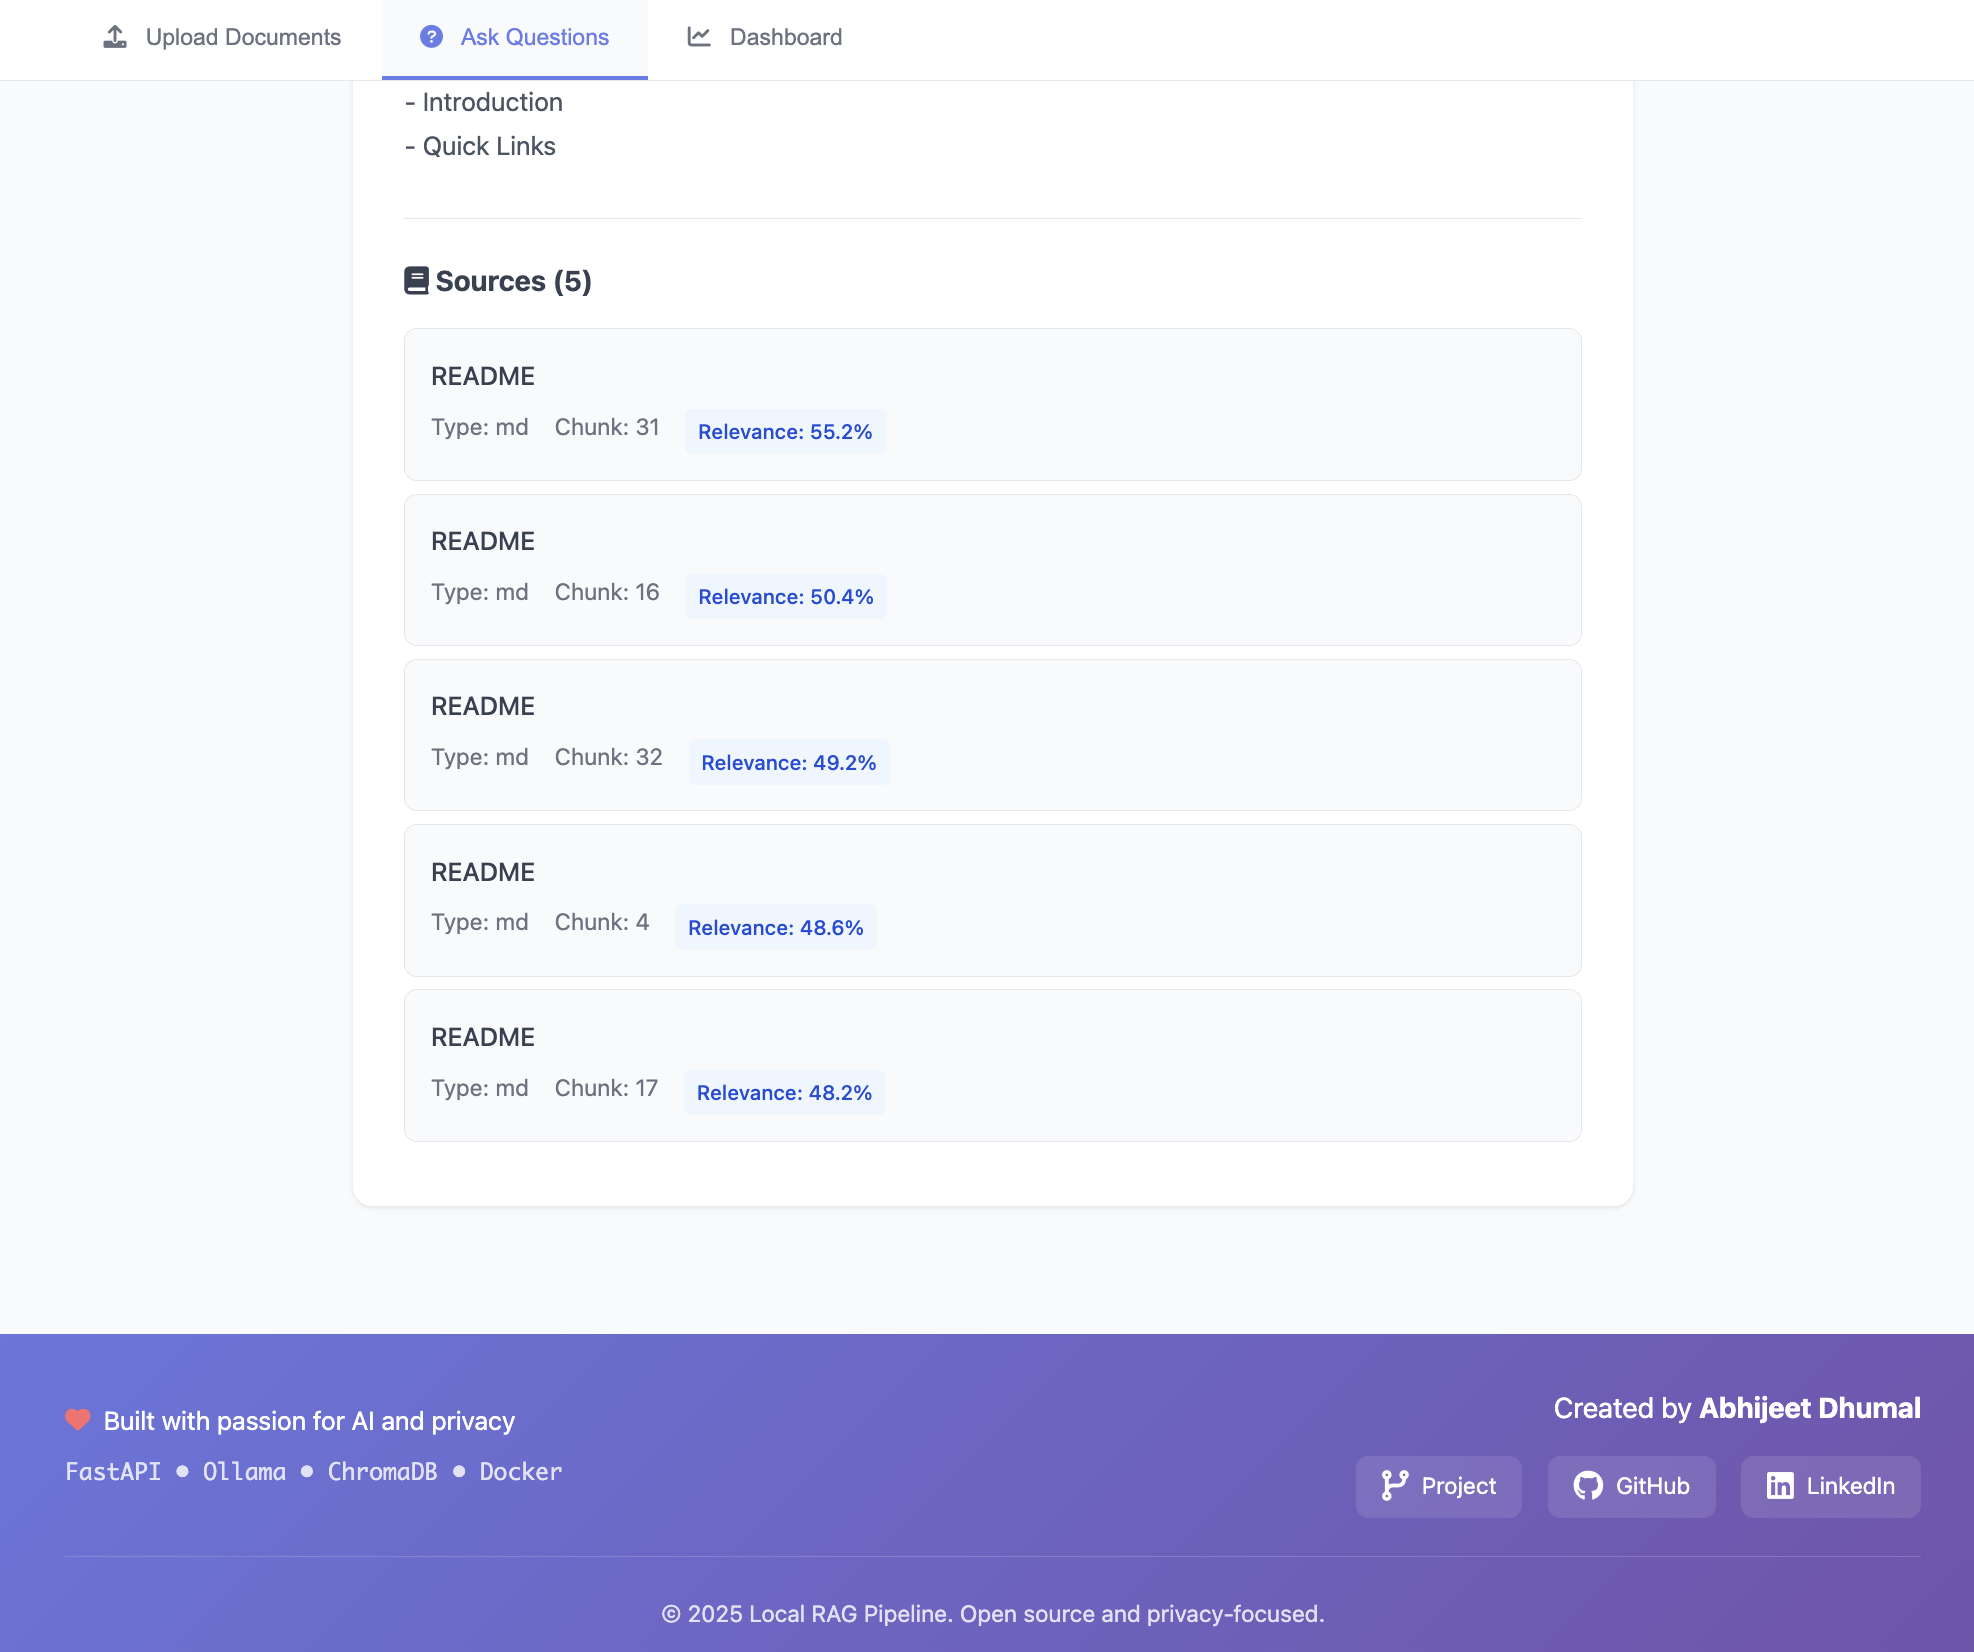 Upload Documents
Ask Questions
Dashboard
- Introduction
- Quick Links
Sources (5)
README
Type: md Chunk: 31 Relevance: 55.2%
README
Type: md Chunk: 16 Relevance: 50.4%
README
Type: md Chunk: 32 Relevance: 49.2%
README
Type: md Chunk: 4 Relevance: 48.6%
README
Type: md Chunk: 17 Relevance: 48.2%
Built with passion for AI and privacy
FastAPI ● Ollama ● ChromaDB ● Docker
Created by Abhijeet Dhumal
Project
GitHub
LinkedIn
© 2025 Local RAG Pipeline. Open source and privacy-focused.